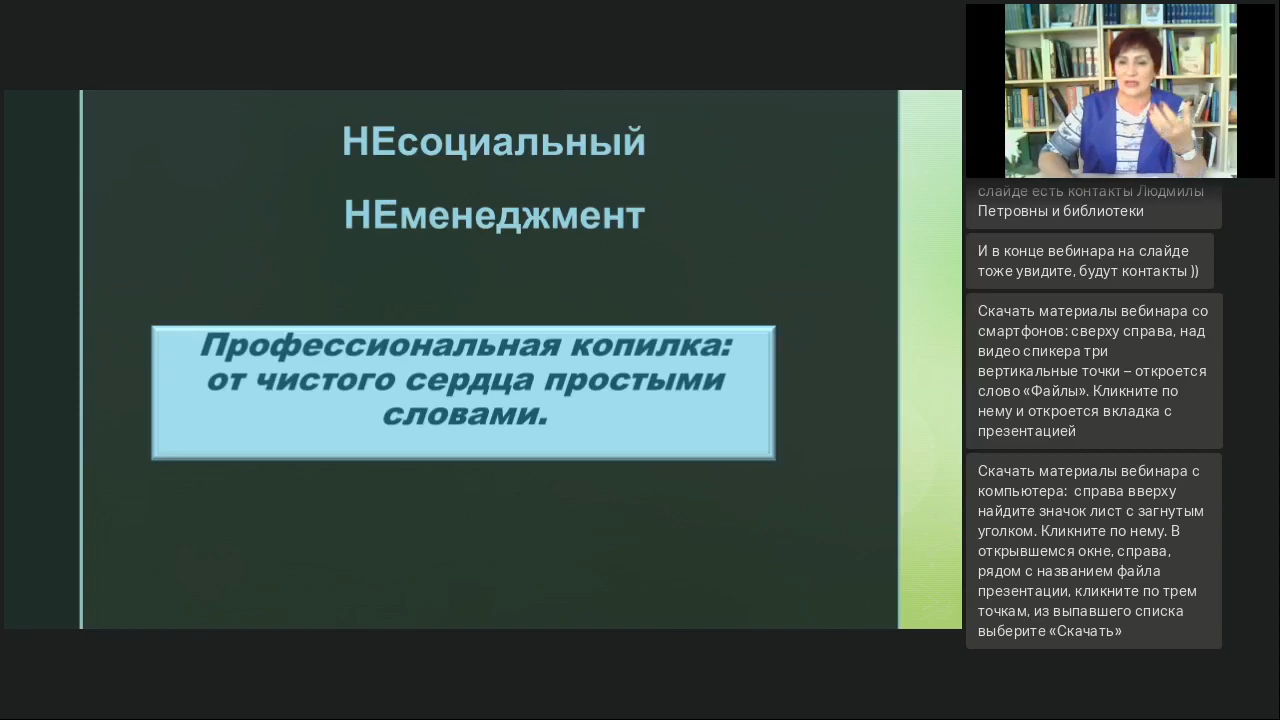 НЕсоциальный
НЕменеджмент
Профессиональная копилка:
от чистого сердца простыми
словами.
слайде есть контакты Людмилы
Петровны и библиотеки
И в конце вебинара на слайде
тоже увидите, будут контакты ))
Скачать материалы вебинара со
смартфонов: сверху справа, над
видео спикера три
вертикальные точки – откроется
слово «Файлы». Кликните по
нему и откроется вкладка с
презентацией
Скачать материалы вебинара с
компьютера:  справа вверху
найдите значок лист с загнутым
уголком. Кликните по нему. В
открывшемся окне, справа,
рядом с названием файла
презентации, кликните по трем
точкам, из выпавшего списка
выберите «Скачать»